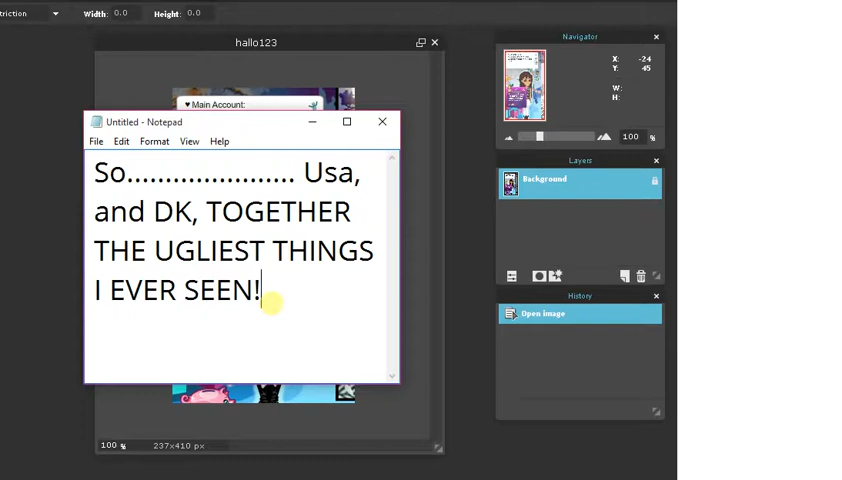 triction Width: 0.0 Height: 0.0
hallo123
♥ Main Account:
Untitled - Notepad
File Edit Format View Help
So...................... Usa,
and DK, TOGETHER
THE UGLIEST THINGS
I EVER SEEN!
100 % 237x410 px
Navigator
X: -24
Y: 45
W:
H:
100 %
Layers
Background
History
Open image